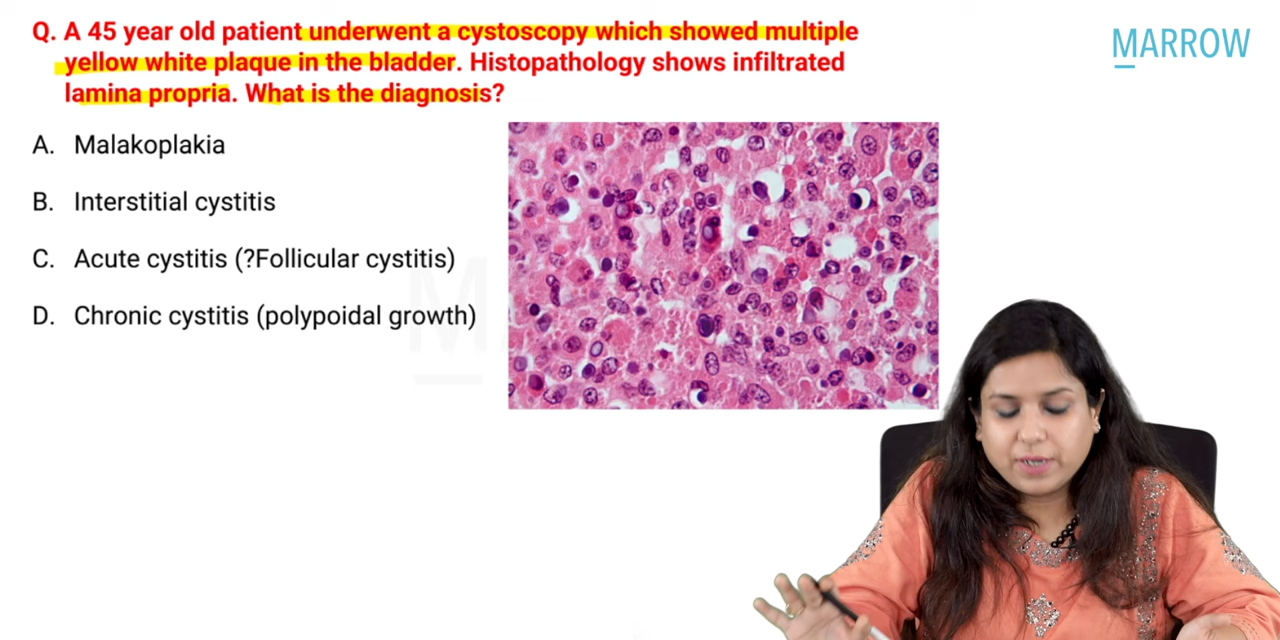 Q. A 45 year old patient underwent a cystoscopy which showed multiple
yellow white plaque in the bladder. Histopathology shows infiltrated
lamina propria. What is the diagnosis?
MARROW
A. Malakoplakia
B. Interstitial cystitis
C. Acute cystitis (?Follicular cystitis)
D. Chronic cystitis (polypoidal growth)